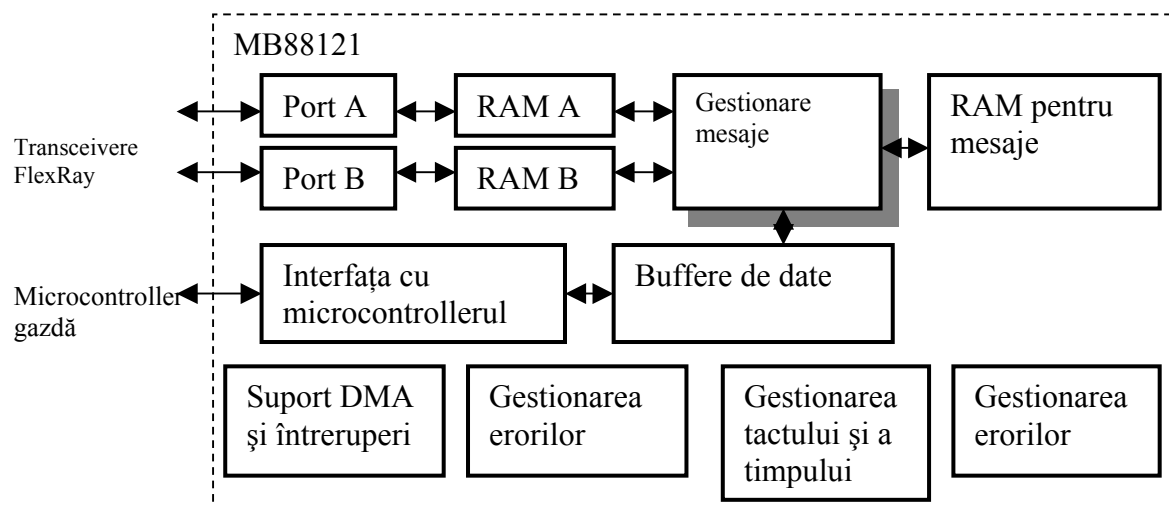 MB88121
Port A
RAM A
Gestionare
mesaje
RAM pentru
mesaje
Transceivere
FlexRay
Port B
RAM B
Microcontroller
gazdă
Interfața cu
microcontrollerul
Buffere de date
Suport DMA
şi întreruperi
Gestionarea
erorilor
Gestionarea
tactului şi a
timpului
Gestionarea
erorilor